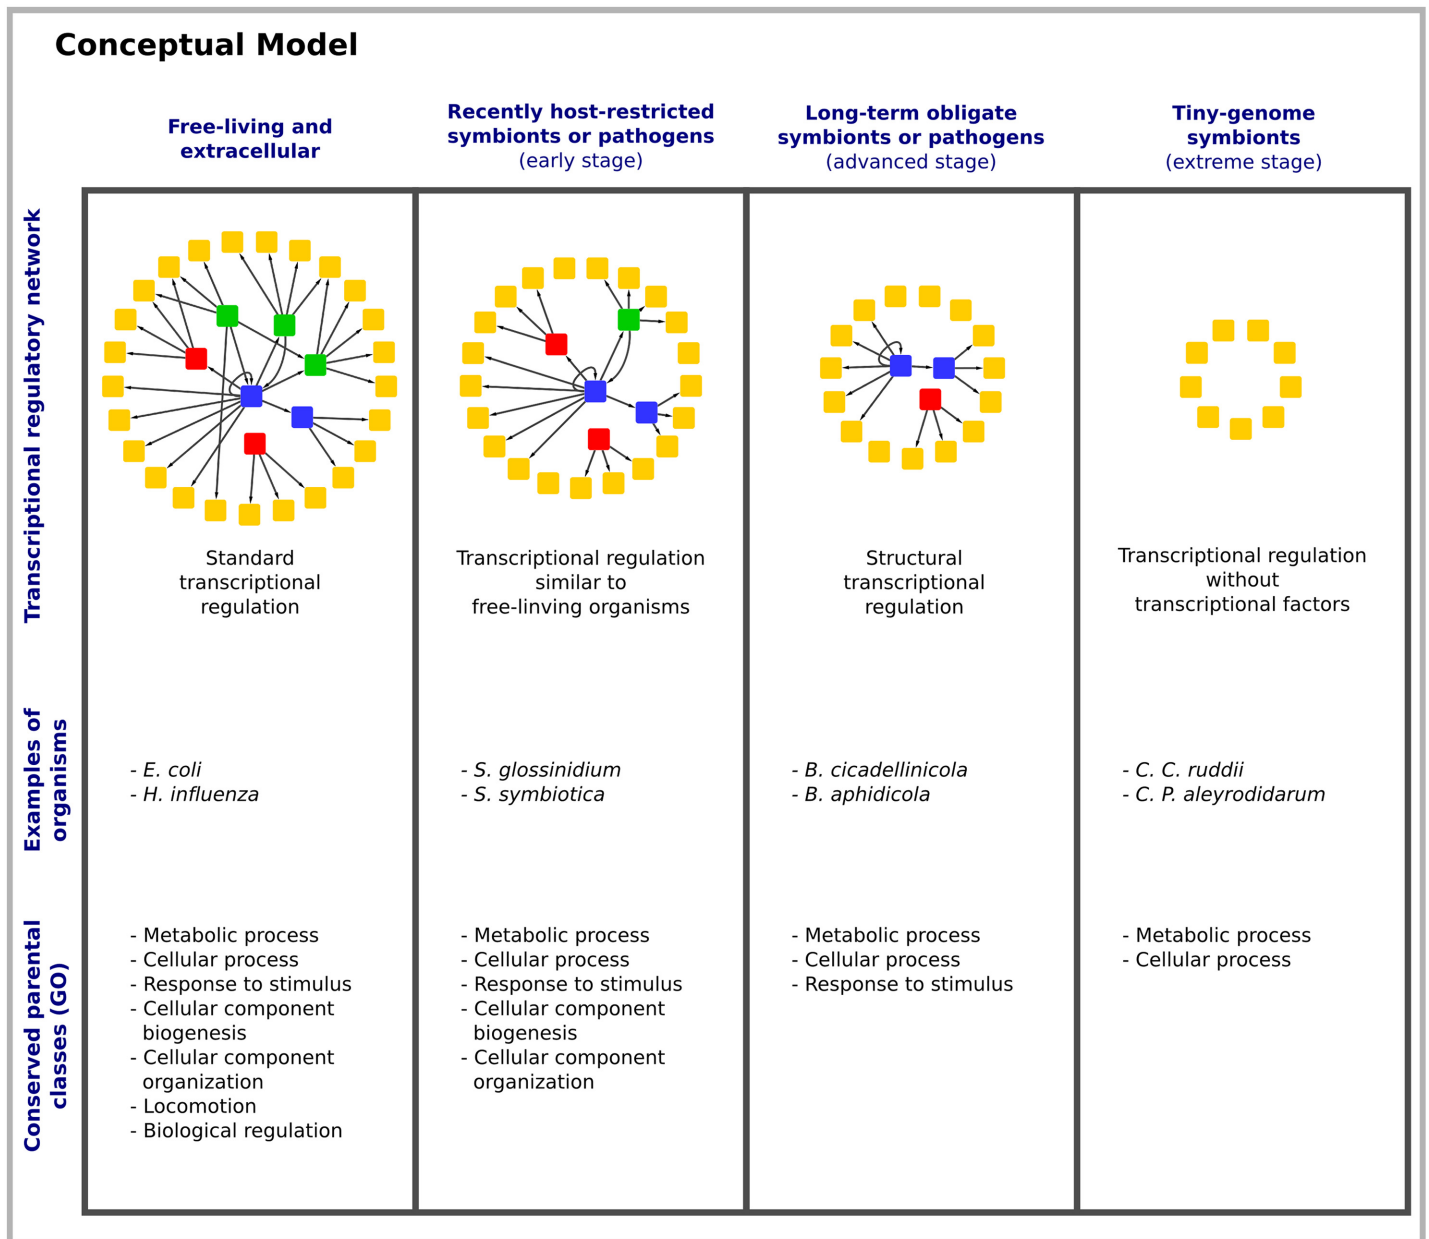 Conceptual Model
Free-living and
extracellular
Recently host-restricted
symbionts or pathogens
(early stage)
Long-term obligate
symbionts or pathogens
(advanced stage)
Tiny-genome
symbionts
(extreme stage)
Transcriptional regulatory network
Standard
transcriptional
regulation
Transcriptional regulation
similar to
free-linving organisms
Structural
transcriptional
regulation
Transcriptional regulation
without
transcriptional factors
Examples of
organisms
- E. coli
- H. influenza
- S. glossinidium
- S. symbiotica
- B. cicadellinicola
- B. aphidicola
- C. C. ruddii
- C. P. aleyrodidarum
Conserved parental
classes (GO)
- Metabolic process
- Cellular process
- Response to stimulus
- Cellular component
biogenesis
- Cellular component
organization
- Locomotion
- Biological regulation
- Metabolic process
- Cellular process
- Response to stimulus
- Cellular component
biogenesis
- Cellular component
organization
- Metabolic process
- Cellular process
- Response to stimulus
- Metabolic process
- Cellular process